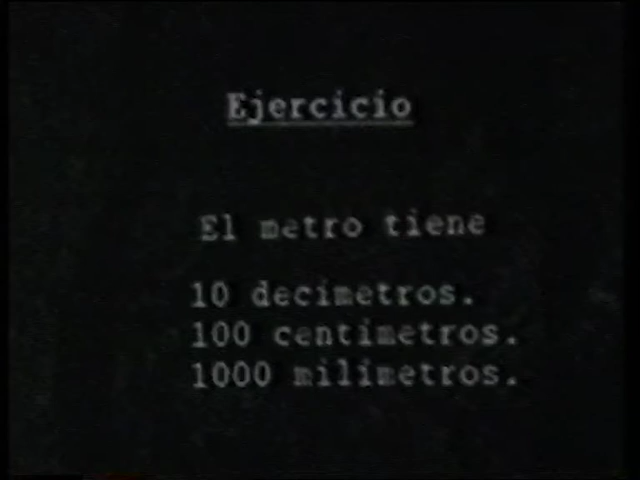 Ejercicio
El metro tiene
10 decimetros.
100 centimetros.
1000 milimetros.